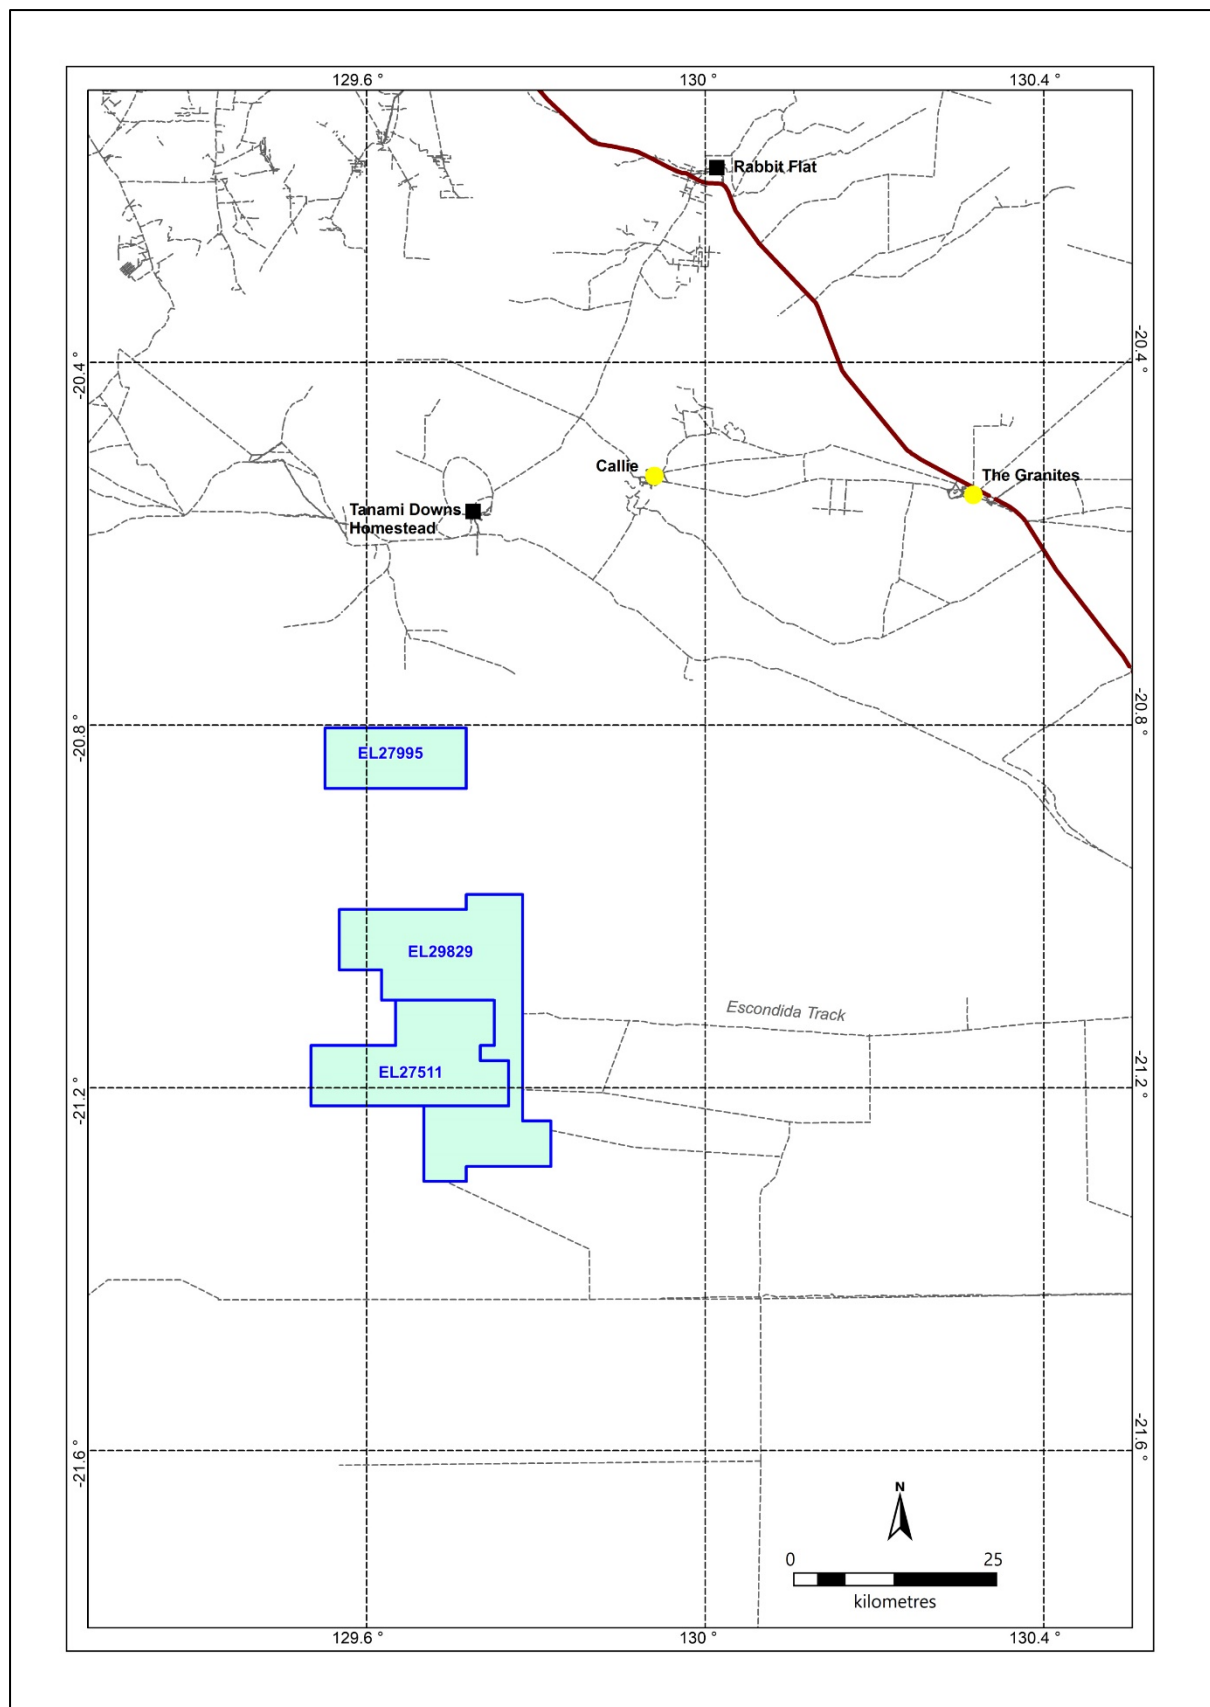 129.6 °
130 °
130.4 °
Rabbit Flat
-20.4 °
-20.4 °
Callie
The Granites
Tanami Downs
Homestead
-20.8 °
-20.8 °
EL27995
EL29829
Escondida Track
EL27511
-21.2 °
-21.2 °
-21.6 °
-21.6 °
N
0
25
kilometres
129.6 °
130 °
130.4 °